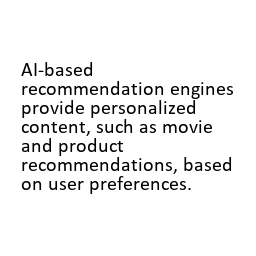 AI-based
recommendation engines
provide personalized
content, such as movie
and product
recommendations, based
on user preferences.